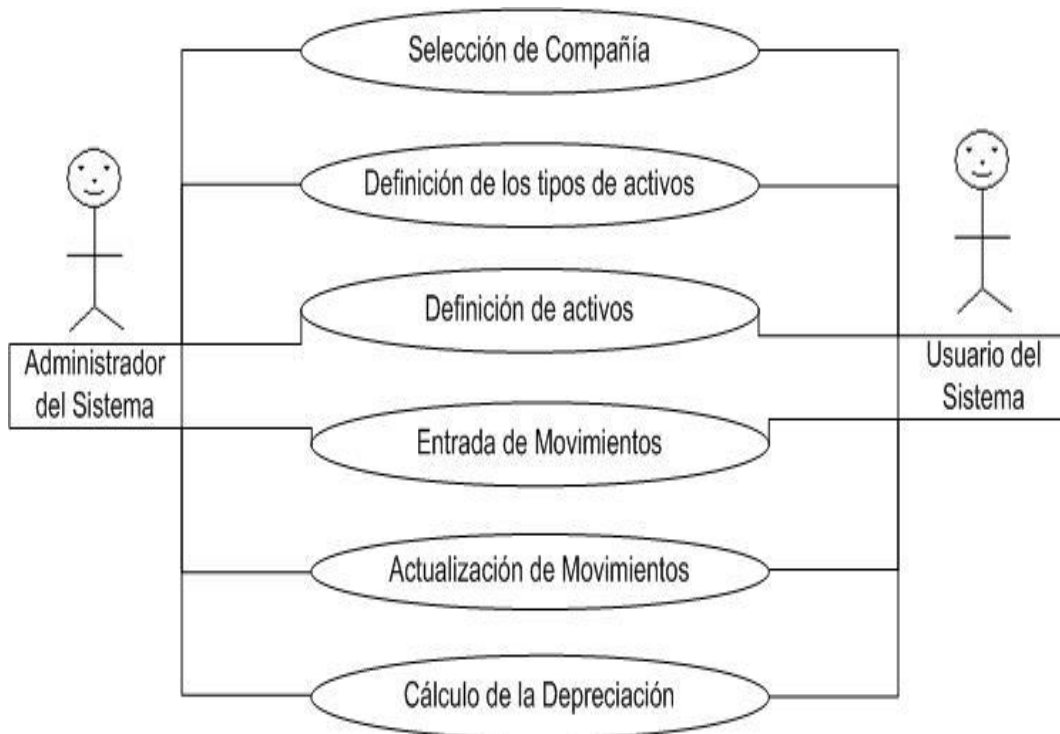 Selección de Compañía
Definición de los tipos de activos
Definición de activos
Administrador
del Sistema
Usuario del
Sistema
Entrada de Movimientos
Actualización de Movimientos
Cálculo de la Depreciación